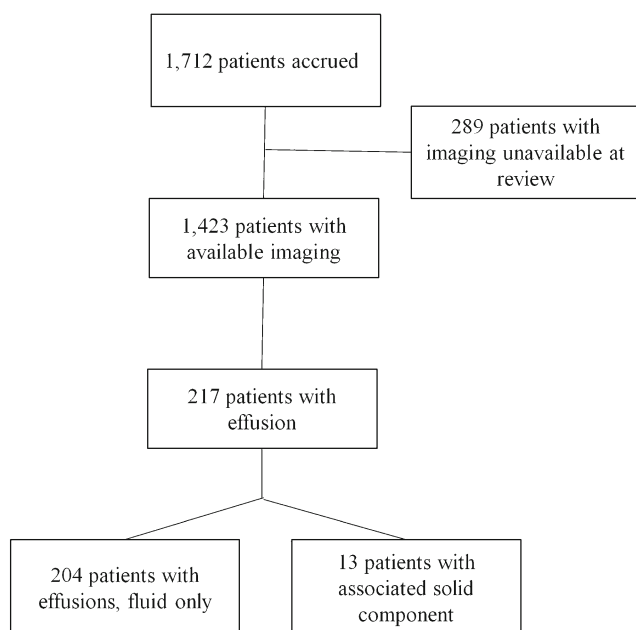 1,712 patients accrued
289 patients with
imaging unavailable at
review
1,423 patients with
available imaging
217 patients with
effusion
204 patients with
effusions, fluid only
13 patients with
associated solid
component